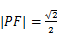 |PF| = √2/2